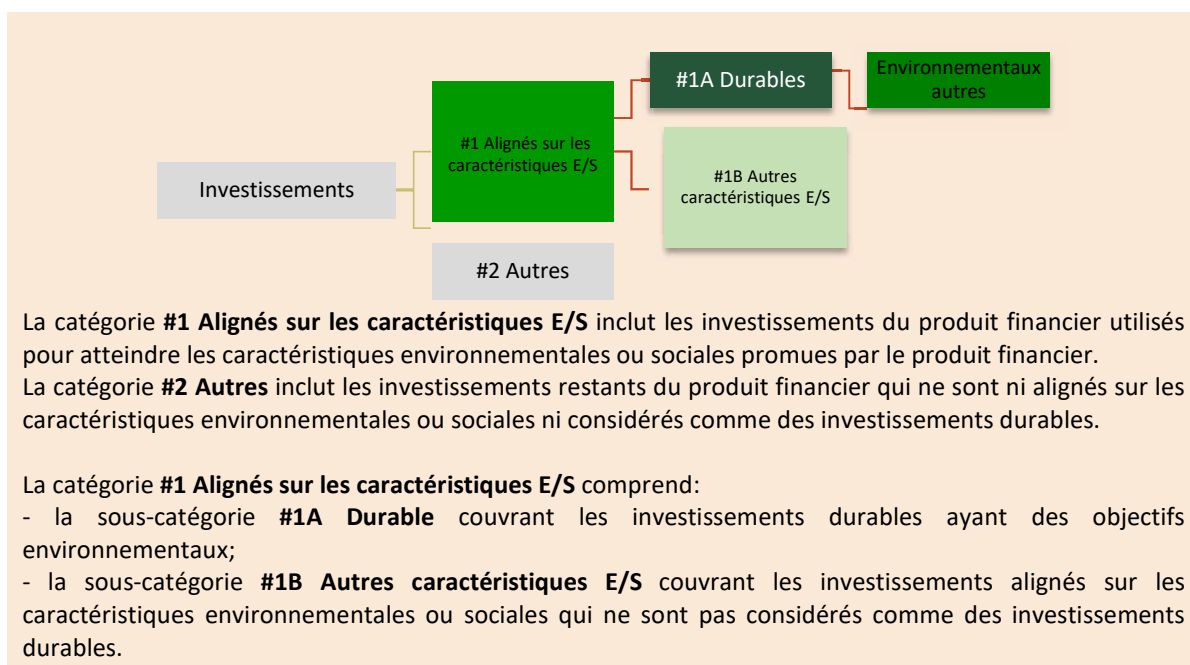 #1A Durables
Environnementaux
autres
#1 Alignés sur les
caractéristiques E/S
Investissements
#1B Autres
caractéristiques E/S
#2 Autres
La catégorie #1 Alignés sur les caractéristiques E/S inclut les investissements du produit financier utilisés
pour atteindre les caractéristiques environnementales ou sociales promues par le produit financier.
La catégorie #2 Autres inclut les investissements restants du produit financier qui ne sont ni alignés sur les
caractéristiques environnementales ou sociales ni considérés comme des investissements durables.
La catégorie #1 Alignés sur les caractéristiques E/S comprend:
- la sous-catégorie #1A Durable couvrant les investissements durables ayant des objectifs
environnementaux;
- la sous-catégorie #1B Autres caractéristiques E/S couvrant les investissements alignés sur les
caractéristiques environnementales ou sociales qui ne sont pas considérés comme des investissements
durables.